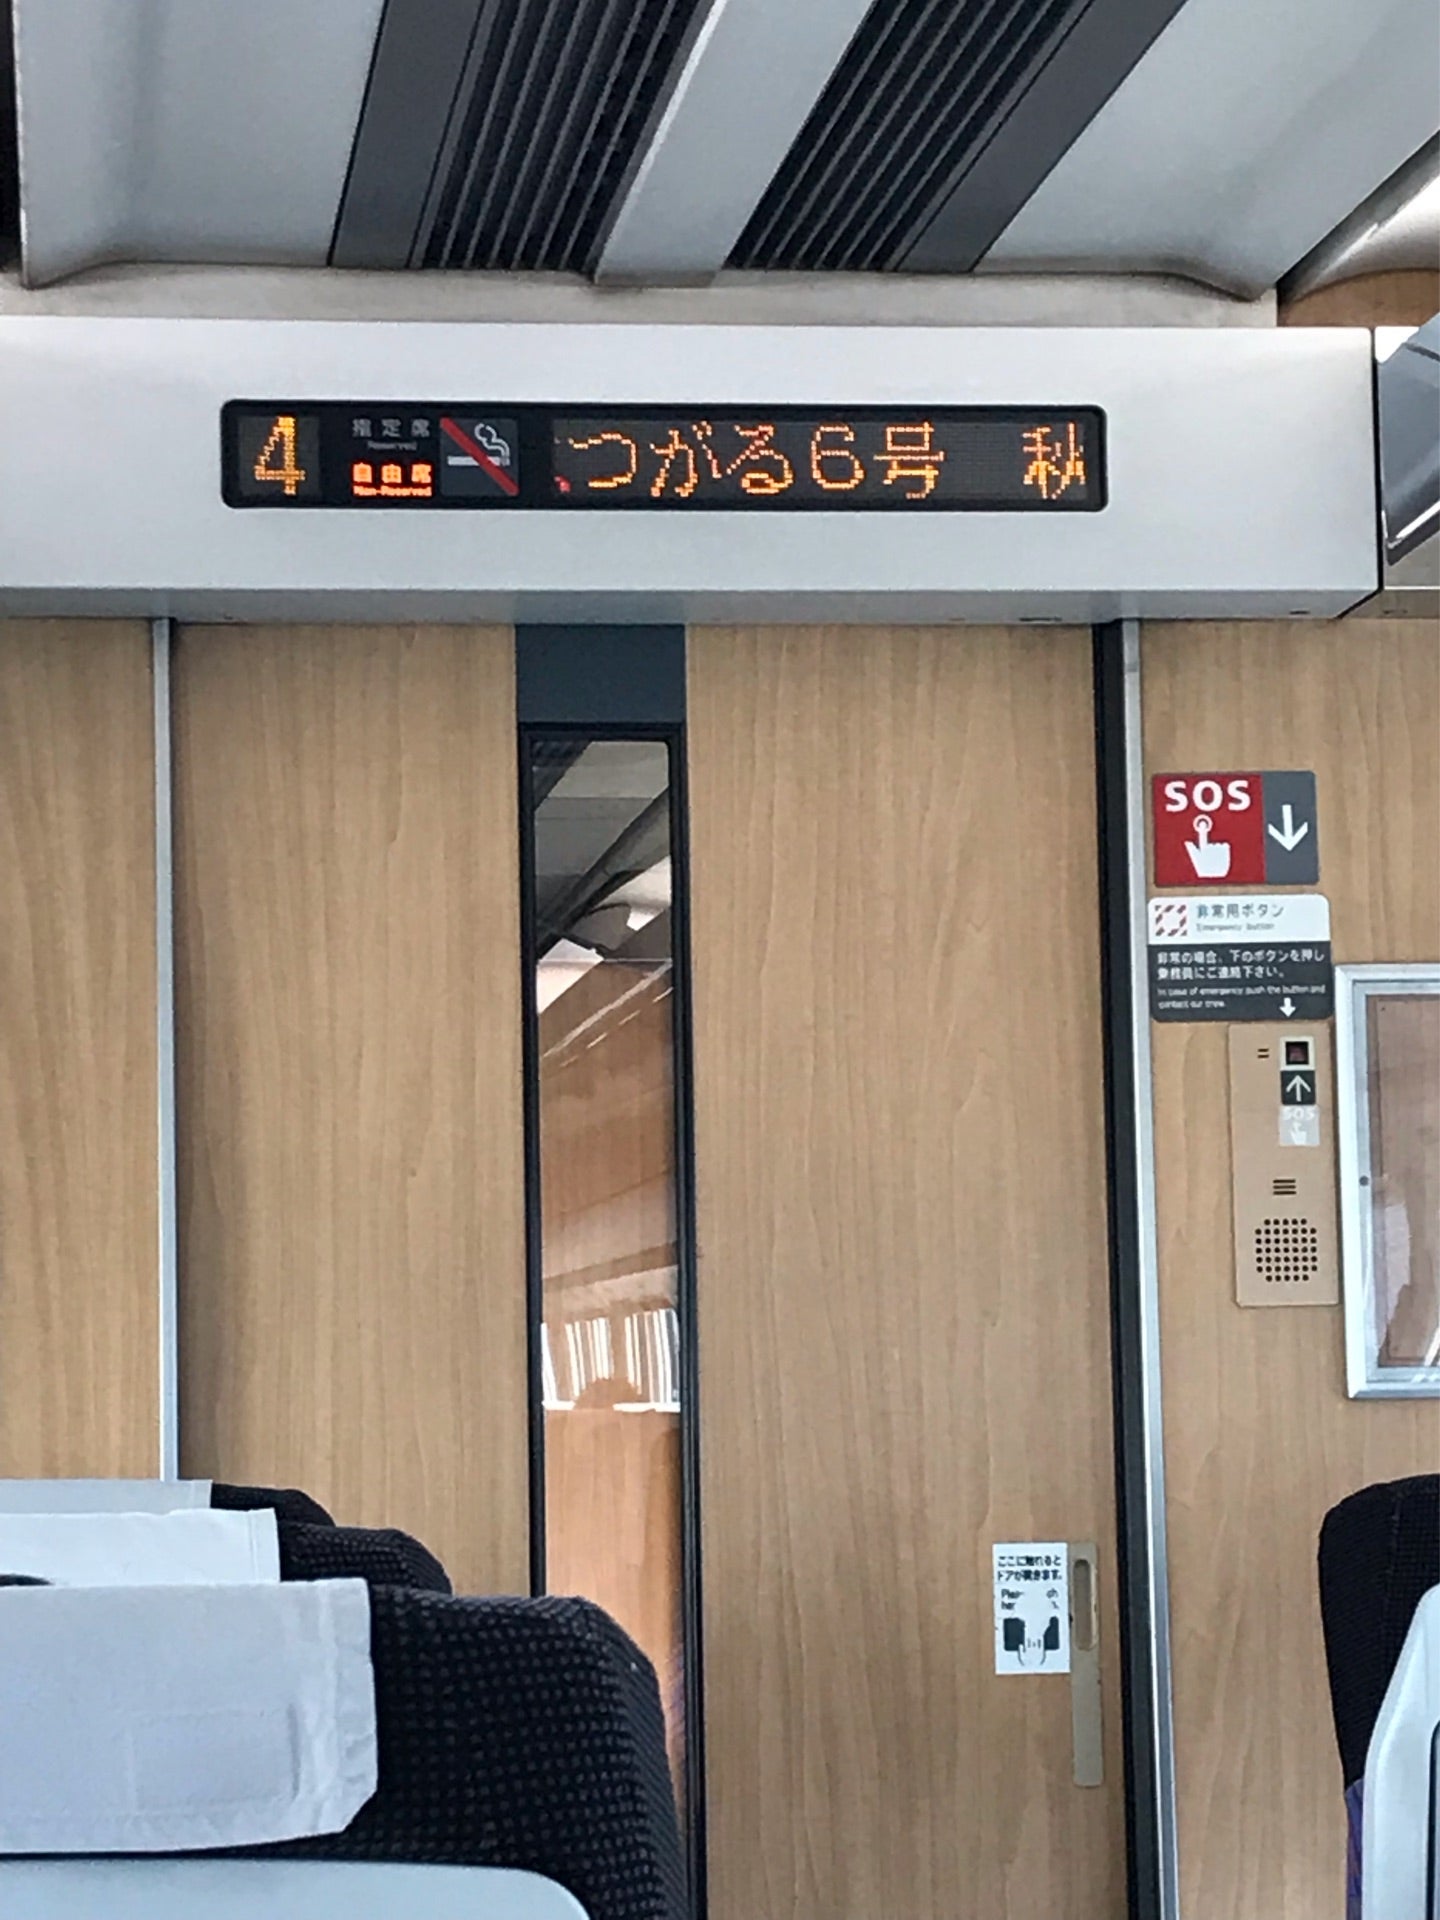 4
指定席
Reserved
自由席
Non-Reserved
つがる6号 秋
SOS
非常用ボタン
Emergency button
非常の場合、下のボタンを押し
乗務員にご連絡下さい。
In case of emergency push the button and
contact our crew.
SOS
ここに触れると
ドアが開きます。